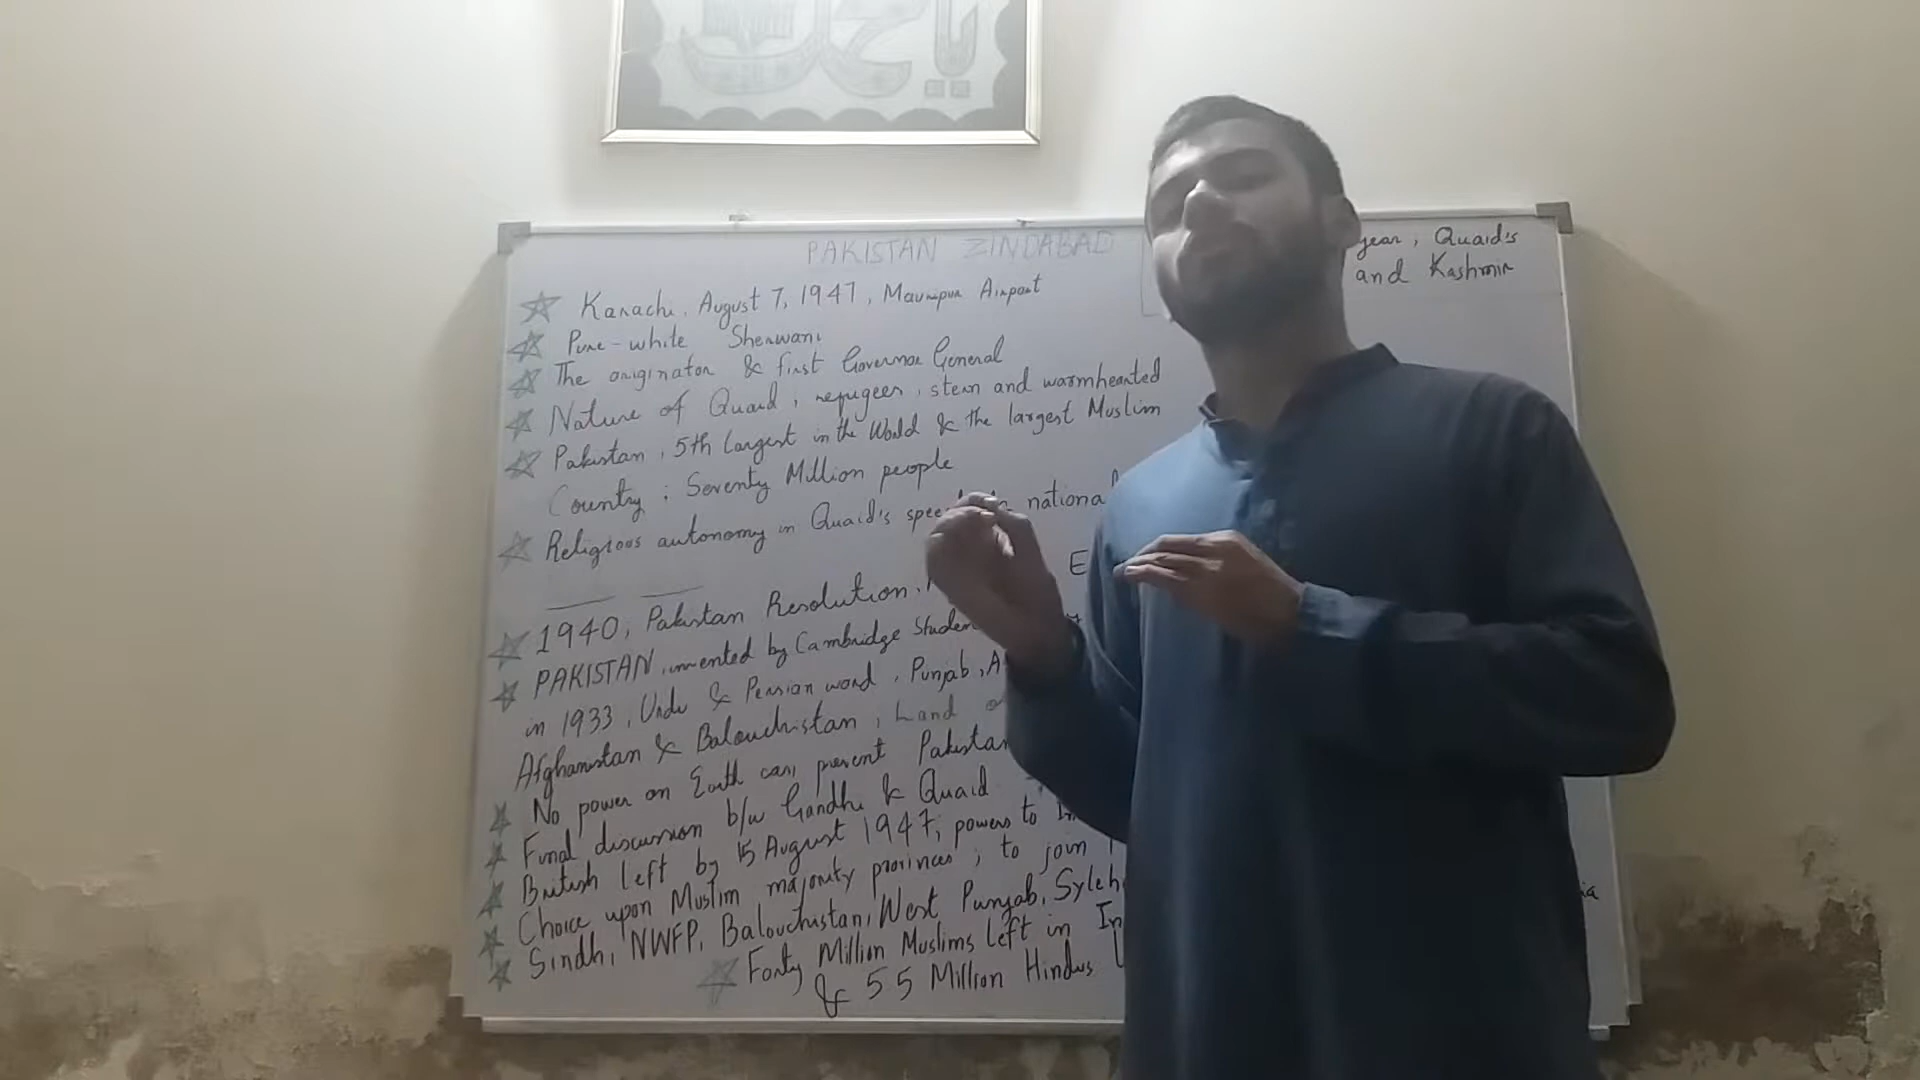 یا محمد
PAKISTAN ZINDABAD
year, Quaid's
and Kashmir
Karachi, August 7, 1947, Mauripur Airport
Pure-white Sherwani
The originator & first Governor General
Nature of Quaid, refugees, stern and warmhearted
Pakistan, 5th largest in the World & the largest Muslim
Country; Seventy Million people
Religious autonomy in Quaid's national
1940, Pakistan Resolution,
PAKISTAN, invented by Cambridge
in 1933, Urdu & Persian word, Punjab, A
Afghanistan & Balouchistan, Land
No power on Earth can prevent Pakistan
Final discussion b/w Gandhi & Quaid
British left by 15 August 1947; powers to
Choice upon Muslim majority provinces; to join
Sindh, NWFP, Balouchistan, West Punjab,
Forty Million Muslims left in
& 55 Million Hindus